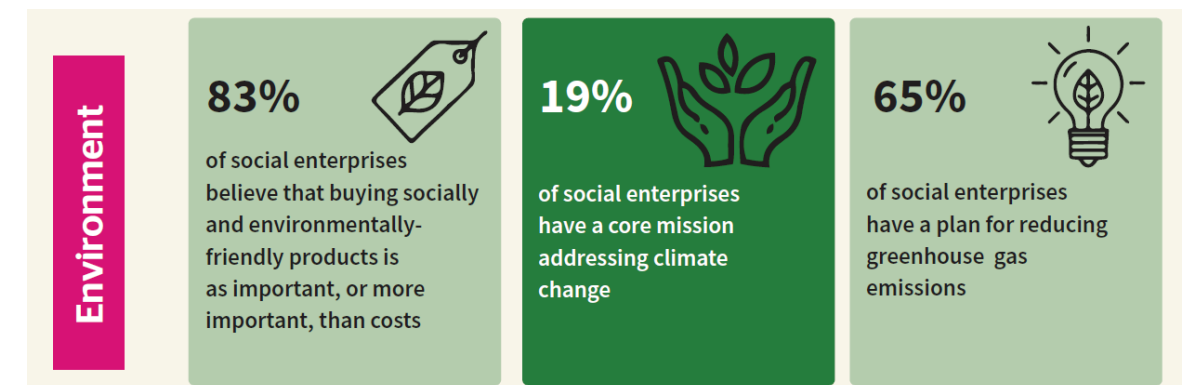 Environment
83%
of social enterprises
believe that buying socially
and environmentally-
friendly products is
as important, or more
important, than costs
19%
of social enterprises
have a core mission
addressing climate
change
65%
of social enterprises
have a plan for reducing
greenhouse gas
emissions